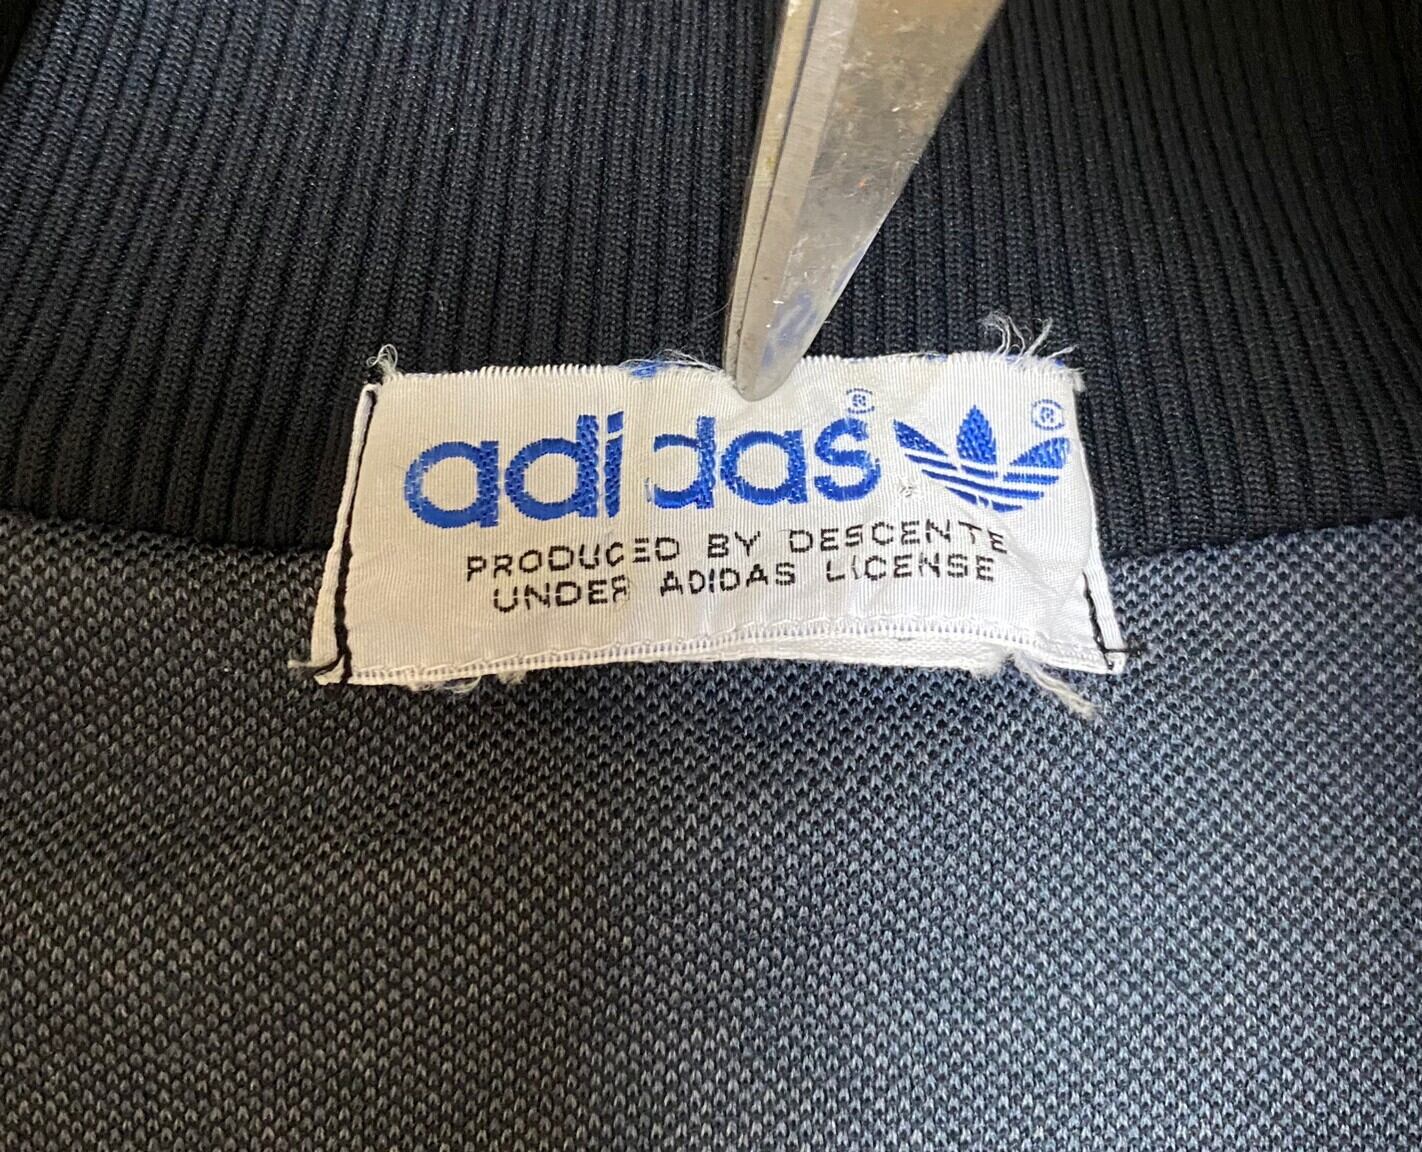 adidas®
®
PRODUCED BY DESCENTE
UNDER ADIDAS LICENSE